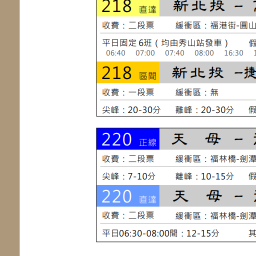 218 直達 新北投 -
收費：二段票 緩衝區：福港街-圓山
平日固定 6班（均由秀山站發車）
06:40 07:00 07:40 08:00 16:30
218 區間 新北投 -捷
收費：一段票 緩衝區：無
尖峰：20-30分 離峰：20-30分 假
220 正線 天 母 -
收費：二段票 緩衝區：福林橋-劍潭
尖峰：7-10分 離峰：10-15分 假
220 直達 天 母 -
收費：二段票 緩衝區：福林橋-劍潭
平日06:30-08:00間：12-15分 其